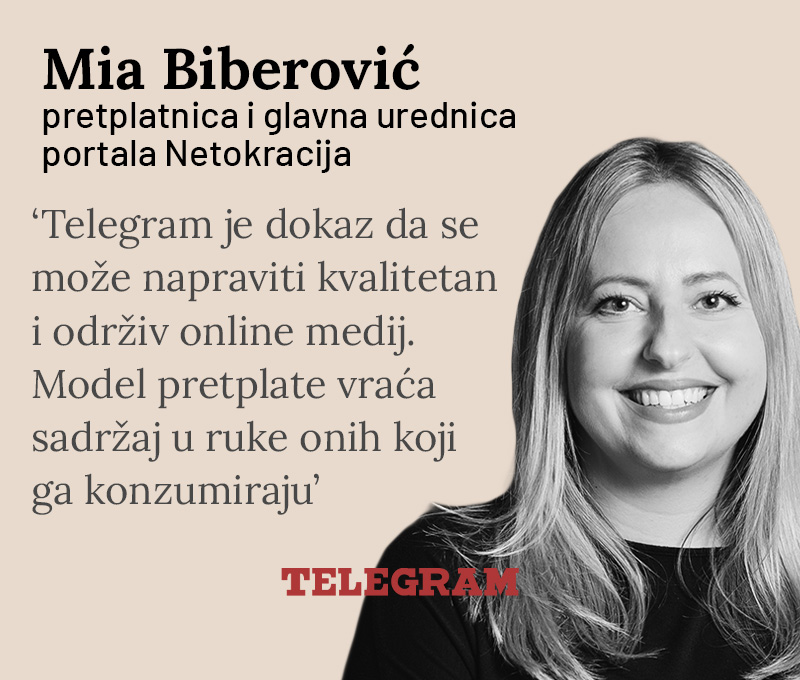 Mia Biberović
pretplatnica i glavna urednica
portala Netokracija
‘Telegram je dokaz da se
može napraviti kvalitetan
i održiv online medij.
Model pretplate vraća
sadržaj u ruke onih koji
ga konzumiraju’
TELEGRAM